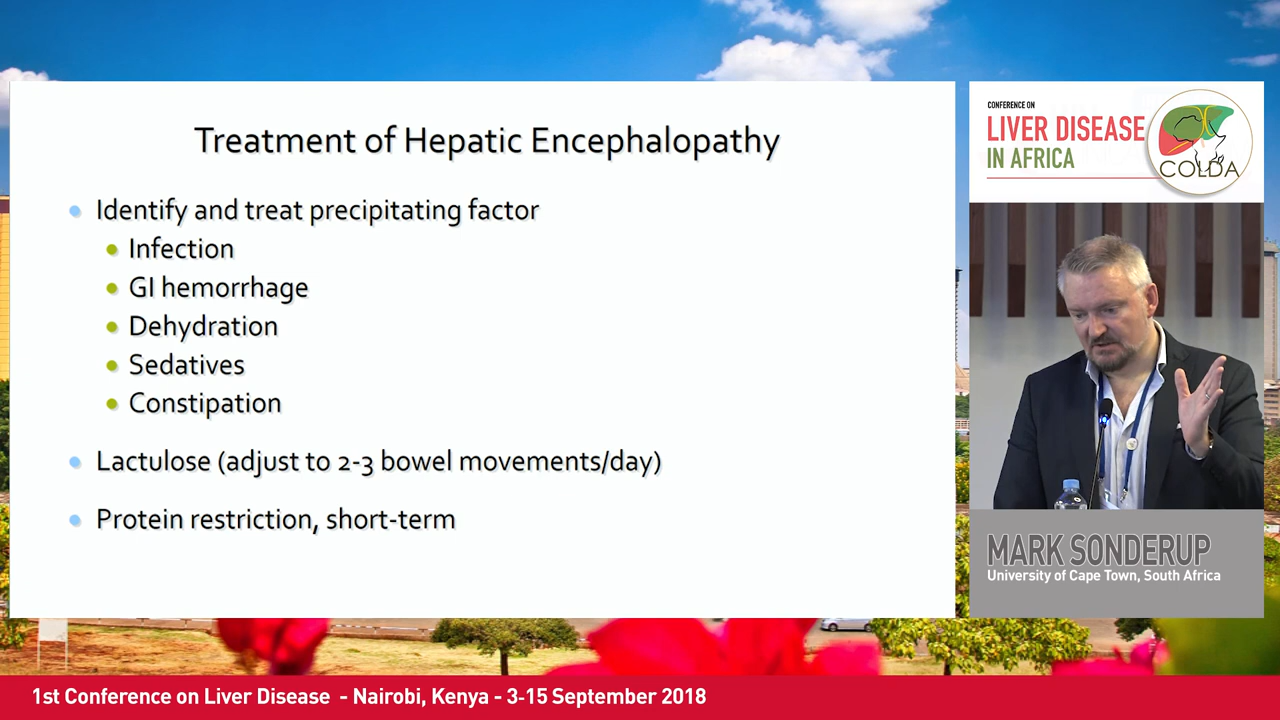 Treatment of Hepatic Encephalopathy
Identify and treat precipitating factor
Infection
GI hemorrhage
Dehydration
Sedatives
Constipation
Lactulose (adjust to 2-3 bowel movements/day)
Protein restriction, short-term
CONFERENCE ON
LIVER DISEASE
IN AFRICA
COLDA
MARK SONDERUP
University of Cape Town, South Africa
1st Conference on Liver Disease - Nairobi, Kenya - 3-15 September 2018